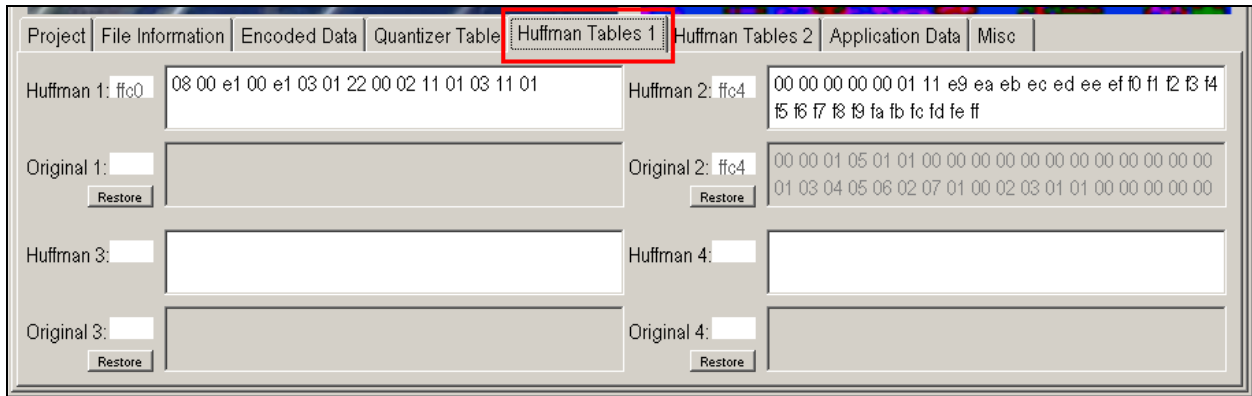 Project File Information Encoded Data Quantizer Table Huffman Tables 1 Huffman Tables 2 Application Data Misc
Huffman 1: ffc0 08 00 e1 00 e1 03 01 22 00 02 11 01 03 11 01
Huffman 2: ffc4 00 00 00 00 00 01 11 e9 ea eb ec ed ee ef f0 f1 f2 f3 f4
f5 f6 f7 f8 f9 fa fb fc fd fe ff
Original 1:
Restore
Original 2: ffc4 00 00 01 05 01 01 00 00 00 00 00 00 00 00 00 00 00 00
01 03 04 05 06 02 07 01 00 02 03 01 01 00 00 00 00 00
Restore
Huffman 3:
Huffman 4:
Original 3:
Restore
Original 4:
Restore